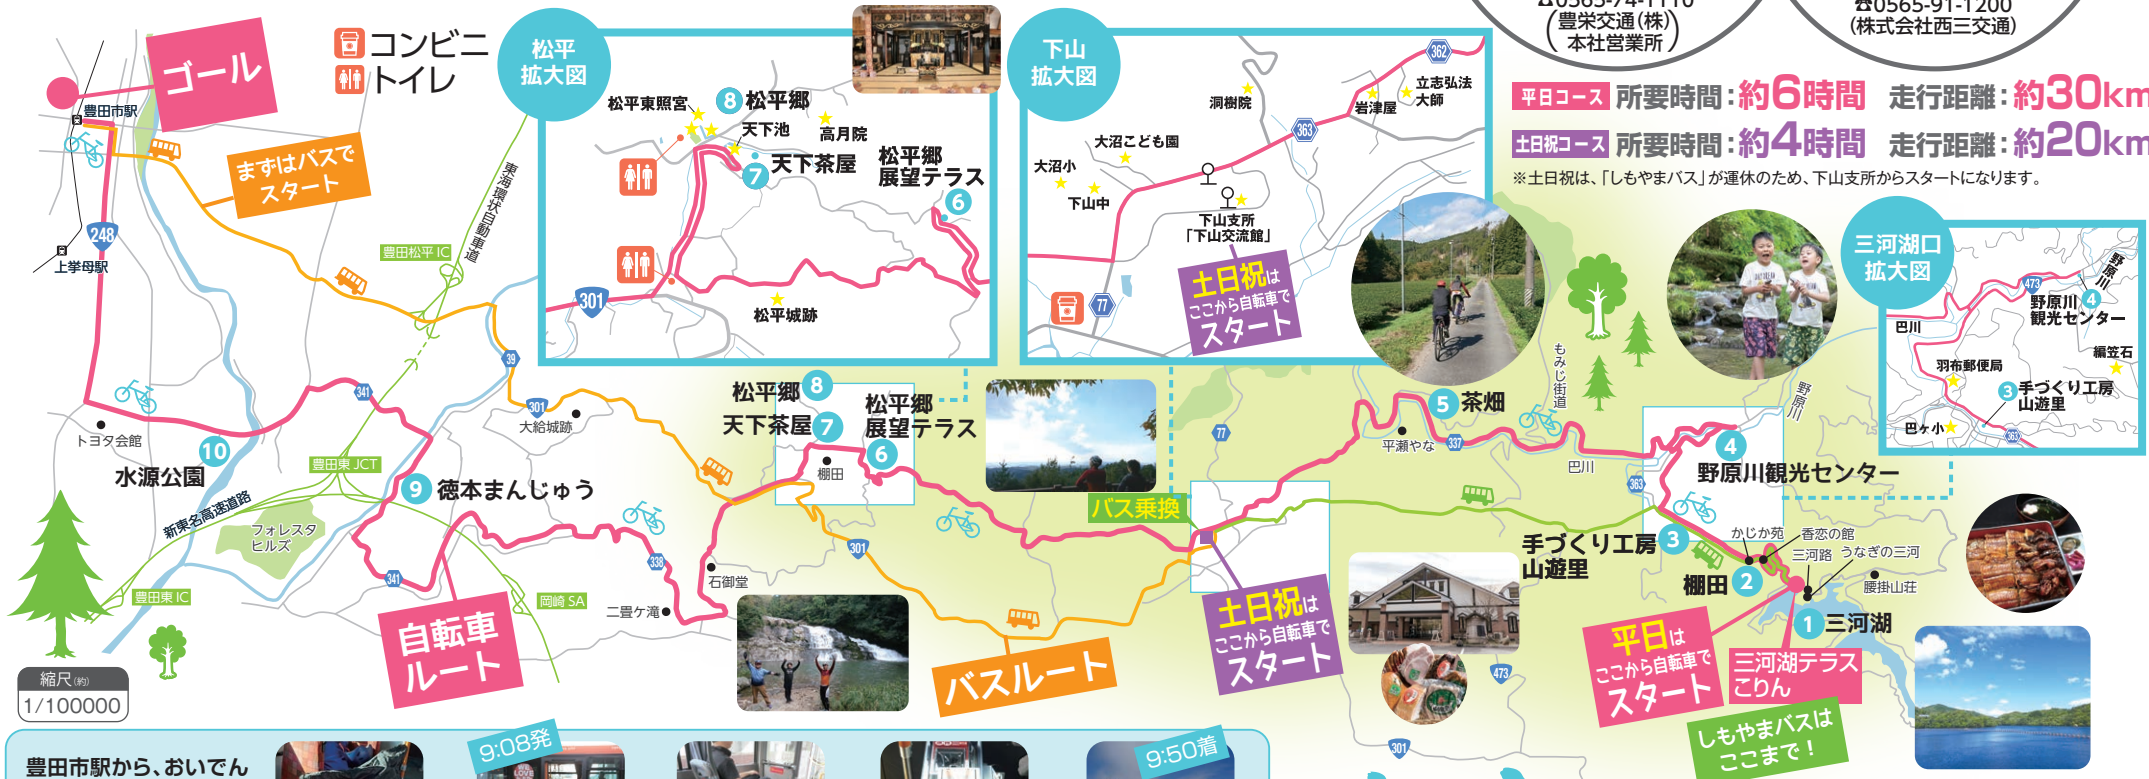 ☎0565-74-1110
(豊栄交通(株)
本社営業所)
☎0565-91-1200
(株式会社西三交通)
平日コース 所要時間：約6時間 走行距離：約30km
土日祝コース 所要時間：約4時間 走行距離：約20km
※土日祝は、「しもやまバス」が運休のため、下山支所からスタートになります。
ゴール
コンビニ
トイレ
豊田市駅
まずはバスで
スタート
248
上挙母駅
東海環状自動車道
豊田松平IC
松平
拡大図
松平東照宮
8 松平郷
天下池
高月院
7 天下茶屋
松平郷
展望テラス
6
301
松平城跡
下山
拡大図
362
洞樹院
岩津屋
立志弘法
大師
363
大沼こども園
大沼小
下山中
下山支所
「下山交流館」
77
土日祝は
ここから自転車で
スタート
三河湖口
拡大図
野原川
473
野原川
観光センター
4
巴川
編笠石
羽布郵便局
3 手づくり工房
山遊里
巴ヶ小
363
39
301
大給城跡
341
トヨタ会館
10
水源公園
豊田東JCT
新東名高速道路
フォレスタ
ヒルズ
豊田東IC
9 徳本まんじゅう
341
自転車
ルート
岡崎SA
338
石御堂
二畳ケ滝
松平郷 8
天下茶屋 7
松平郷
展望テラス
6
棚田
301
バスルート
バス乗換
77
土日祝は
ここから自転車で
スタート
5 茶畑
平瀬やな
337
もみじ街道
巴川
野原川
4
野原川観光センター
363
手づくり工房 3
山遊里
かじか苑
香恋の館
三河路
うなぎの三河
棚田 2
腰掛山荘
1 三河湖
平日は
ここから自転車で
スタート
三河湖テラス
こりん
しもやまバスは
ここまで！
473
301
縮尺(約)
1/100000
豊田市駅から、おいでん
9:08発
9:50着